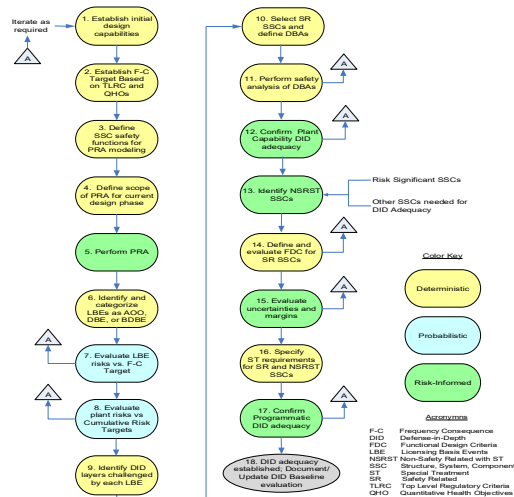 Iterate as
required
A
1. Establish initial
design
capabilities
2. Establish F-C
Target Based
on TLRC and
QHOs
3. Define
SSC safety
functions for
PRA modeling
4. Define scope
of PRA for current
design phase
5. Perform PRA
6. Identify and
categorize
LBEs as AOO,
DBE, or BDBE
A
7. Evaluate LBE
risks vs. F-C
Target
A
8. Evaluate
plant risks vs
Cumulative Risk
Targets
9. Identify DID
layers challenged
by each LBE
10. Select SR
SSCs and
define DBAs
A
11. Perform safety
analysis of DBAs
A
12. Confirm Plant
Capability DID
adequacy
13. Identify NSRST
SSCs
Risk Significant SSCs
Other SSCs needed for
DID Adequacy
A
14. Define and
evaluate FDC for
SR SSCs
A
15. Evaluate
uncertainties and
margins
16. Specify
ST requirements
for SR and NSRST
SSCs
A
17. Confirm
Programmatic
DID adequacy
18. DID adequacy
established; Document/
Update DID Baseline
evaluation
Color Key
Deterministic
Probabilistic
Risk-Informed
Acronyms
F-C Frequency Consequence
DID Defense-in-Depth
FDC Functional Design Criteria
LBE Licensing Basis Events
NSRST Non-Safety Related with ST
SSC Structure, System, Component
ST Special Treatment
SR Safety Related
TLRC Top Level Regulatory Criteria
QHO Quantitative Health Objectives